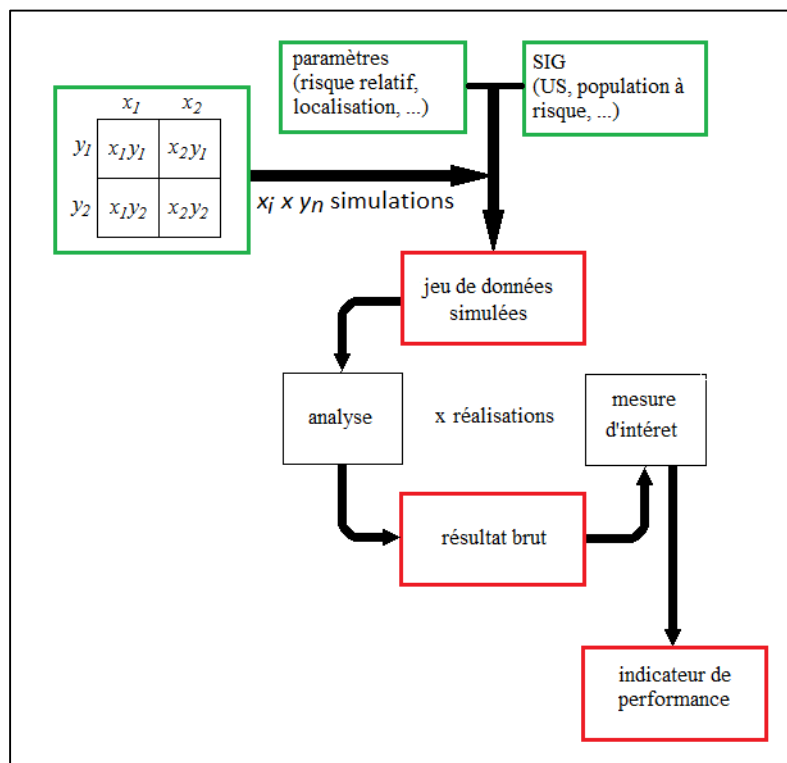 paramètres
(risque relatif,
localisation, ...)
SIG
(US, population à
risque, ...)
x1 x2
y1 x1y1 x2y1
y2 x1y2 x2y2
xi x yn simulations
jeu de données
simulées
analyse
x réalisations
mesure
d'intéret
résultat brut
indicateur de
performance